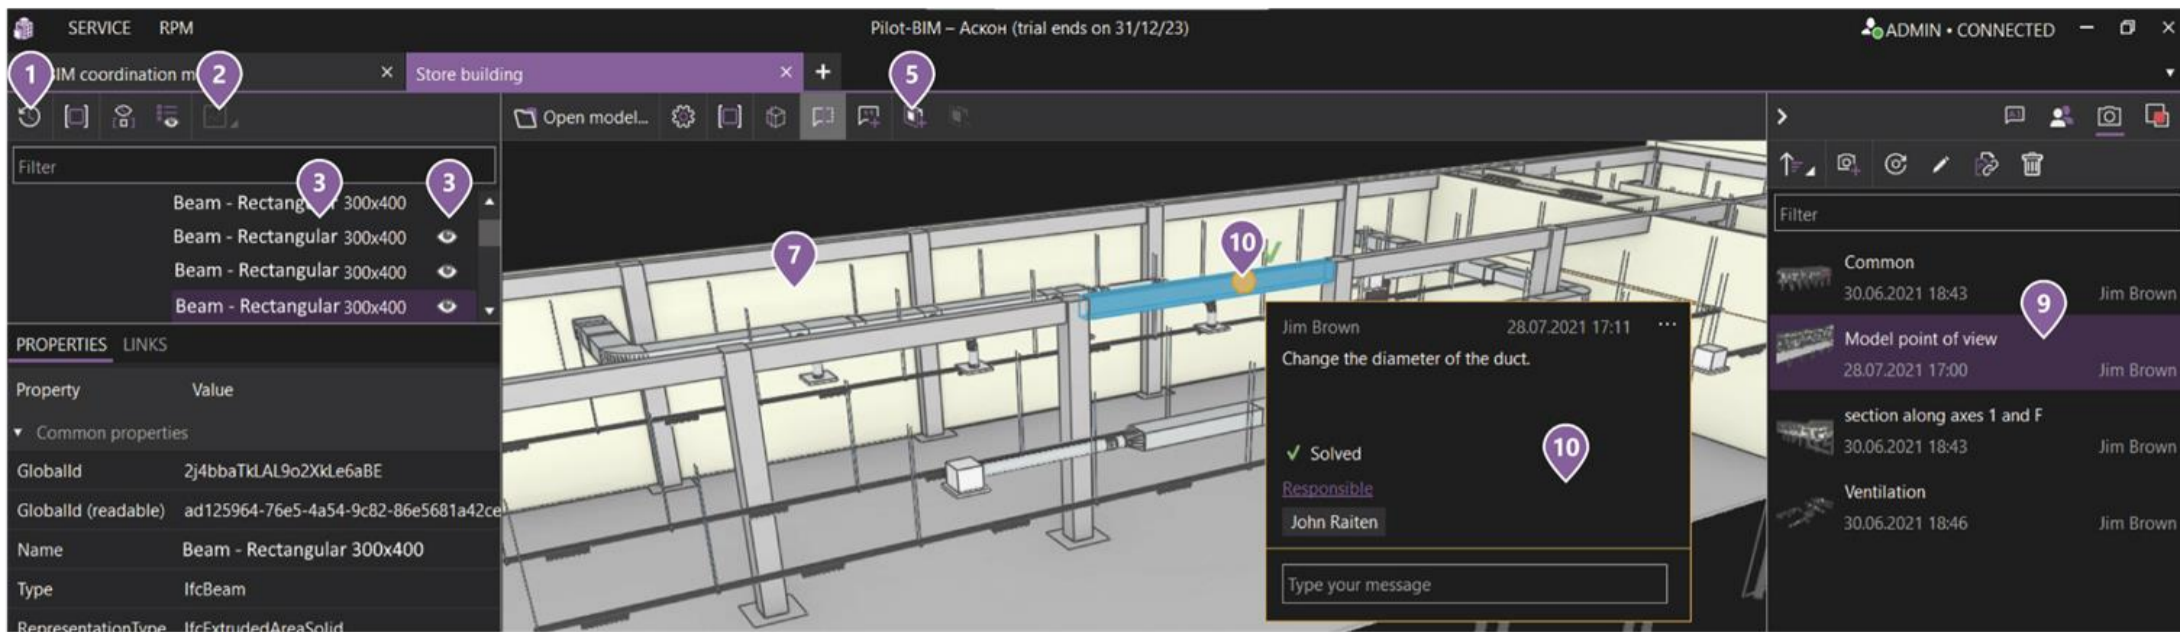 SERVICE RPM Pilot-BIM – Аскон (trial ends on 31/12/23) ADMIN • CONNECTED
1 IM coordination m 2 × Store building × + 5
Open model...
Filter
3 3
Beam - Rectangular 300x400
Beam - Rectangular 300x400
Beam - Rectangular 300x400
Beam - Rectangular 300x400
PROPERTIES LINKS
Property Value
Common properties
GlobalId 2j4bbaTkLAL9o2XkLe6aBE
GlobalId (readable) ad125964-76e5-4a54-9c82-86e5681a42ce
Name Beam - Rectangular 300x400
Type IfcBeam
RepresentationType IfcExtrudedAreaSolid
7
10
Jim Brown 28.07.2021 17:11 ...
Change the diameter of the duct.
✓ Solved
10
Responsible
John Raiten
Type your message
Filter
Common
30.06.2021 18:43 Jim Brown
9
Model point of view
28.07.2021 17:00 Jim Brown
section along axes 1 and F
30.06.2021 18:43 Jim Brown
Ventilation
30.06.2021 18:46 Jim Brown